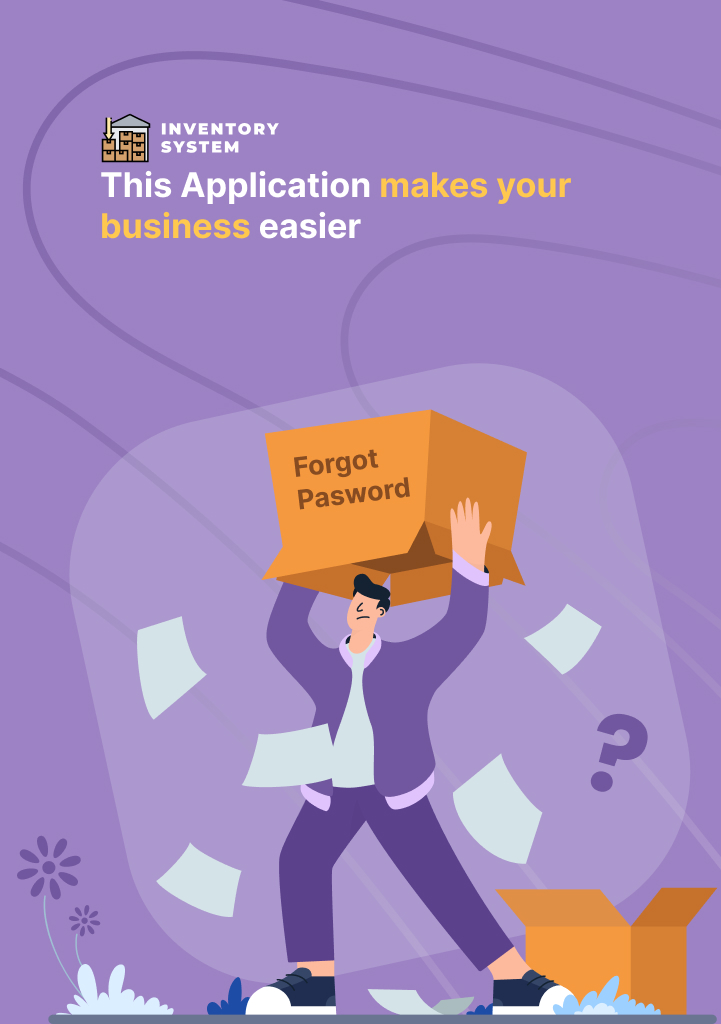 INVENTORY
SYSTEM
This Application makes your
business easier
Forgot
Pasword
?